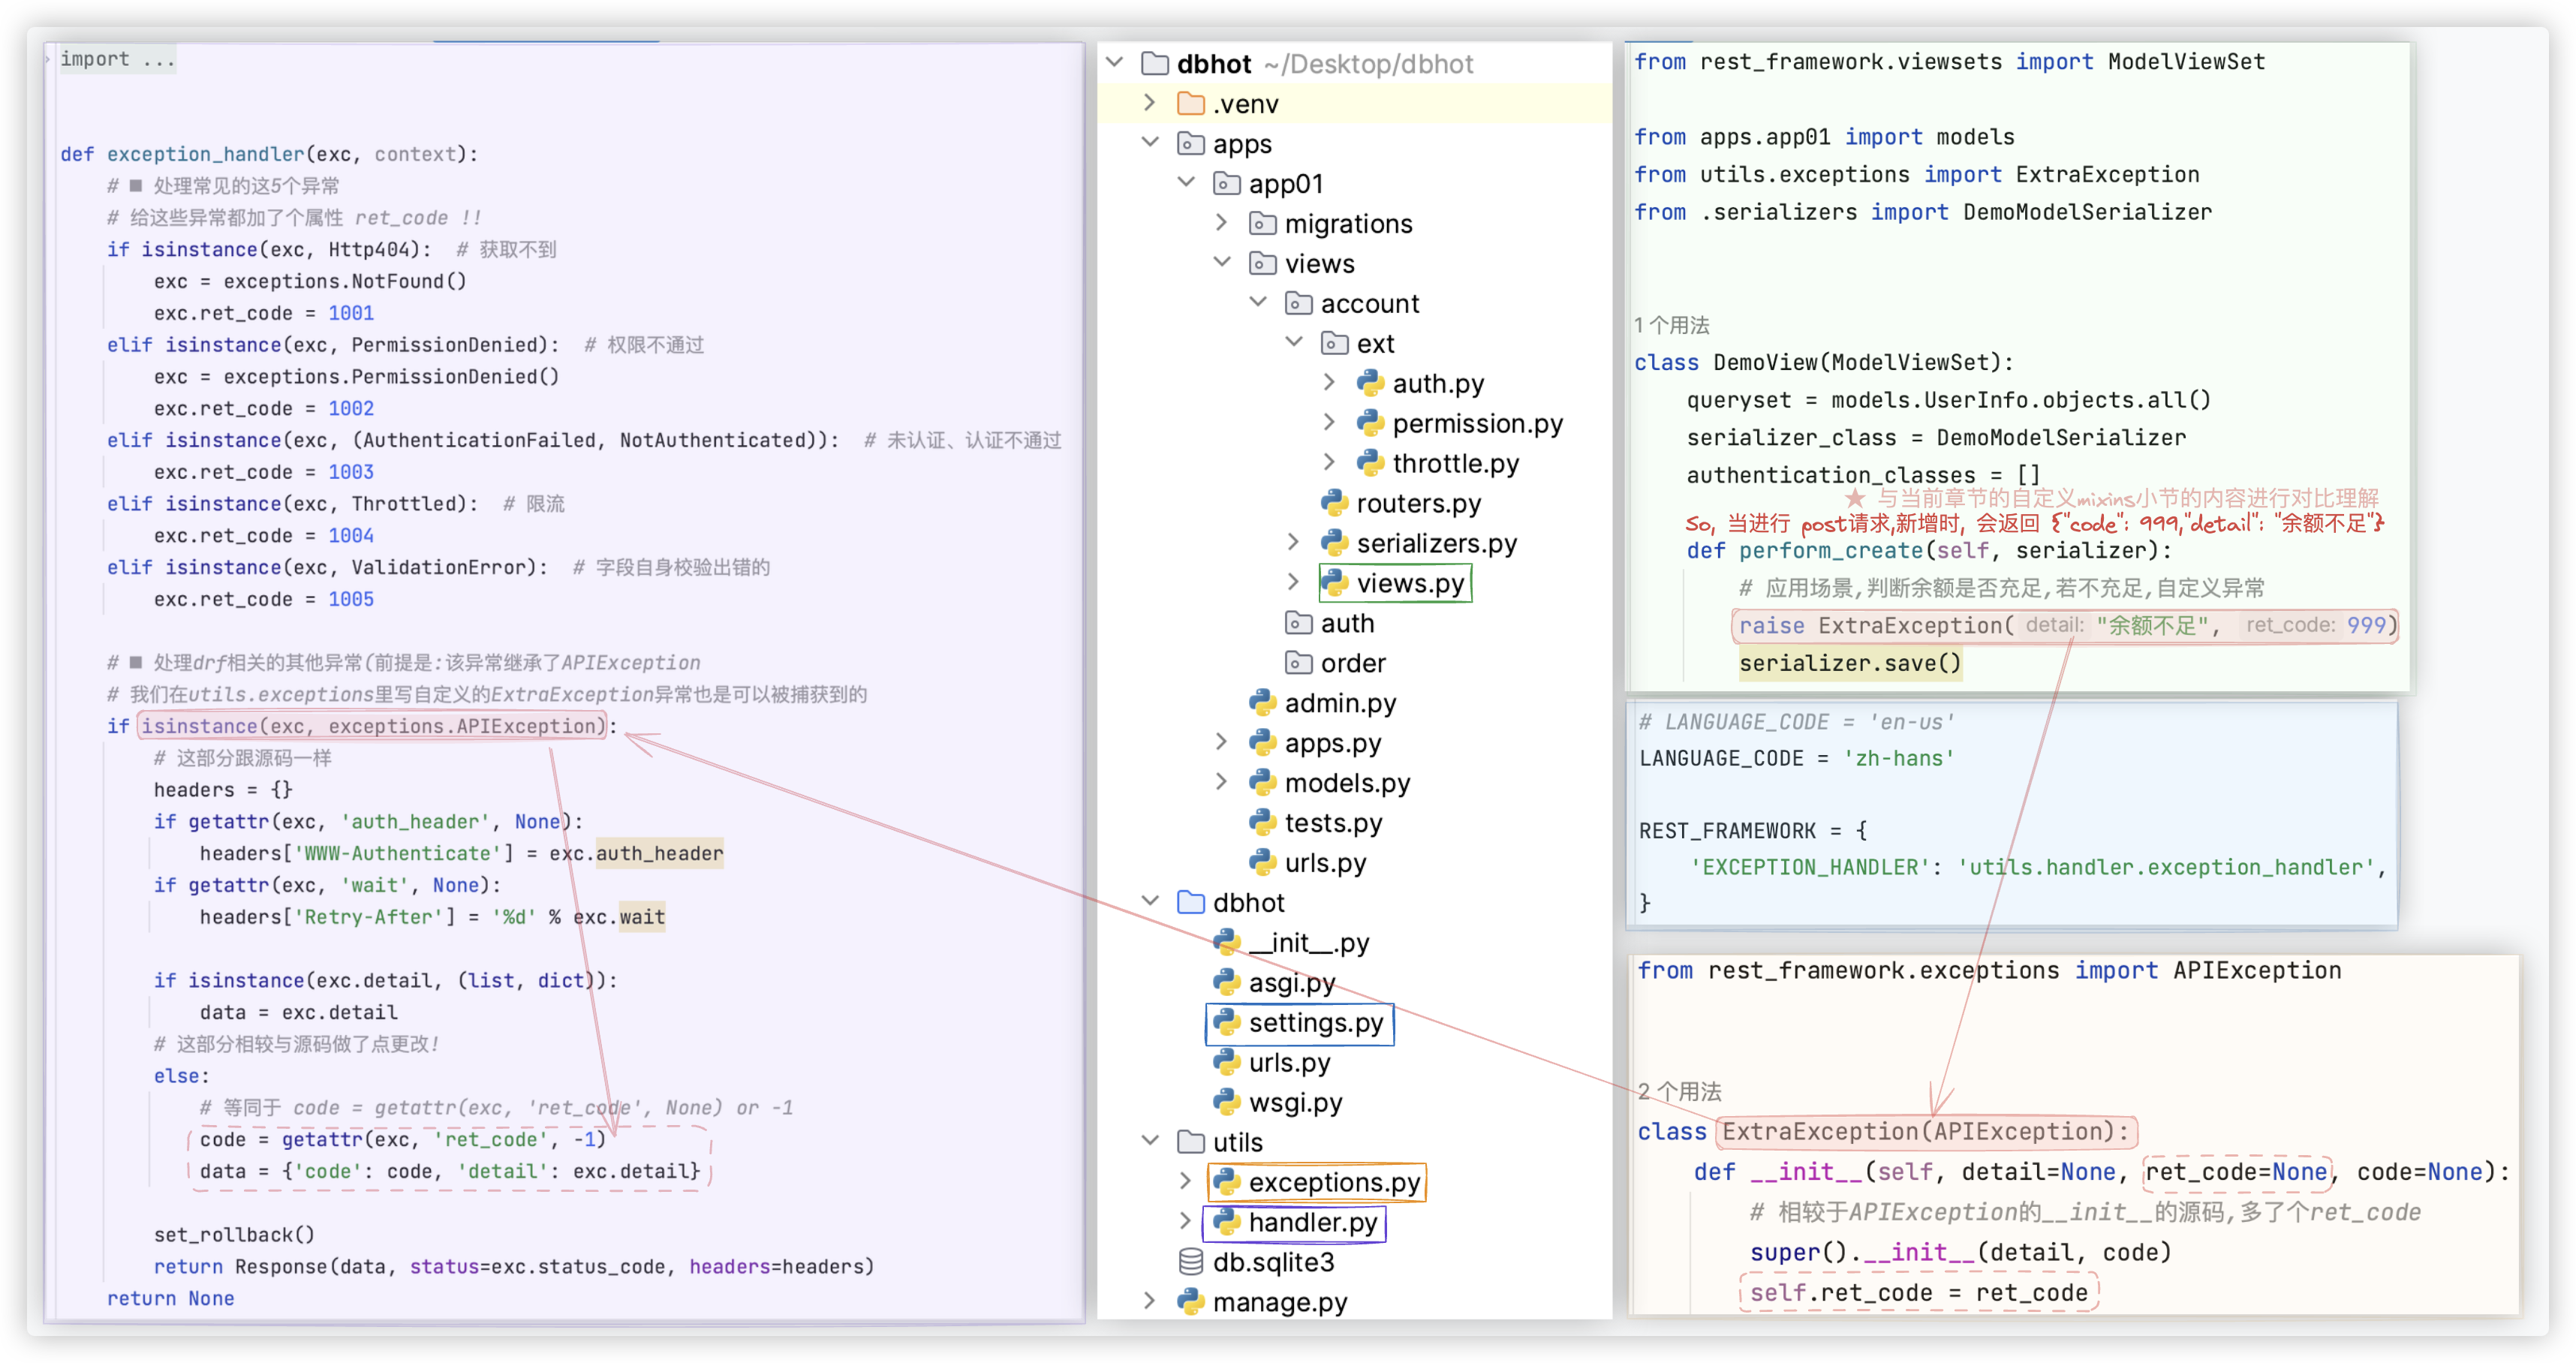 import ...
def exception_handler(exc, context):
# ■ 处理常见的这5个异常
# 给这些异常都加了个属性 ret_code !!
if isinstance(exc, Http404):  # 获取不到
exc = exceptions.NotFound()
exc.ret_code = 1001
elif isinstance(exc, PermissionDenied):  # 权限不通过
exc = exceptions.PermissionDenied()
exc.ret_code = 1002
elif isinstance(exc, (AuthenticationFailed, NotAuthenticated)):  # 未认证、认证不通过
exc.ret_code = 1003
elif isinstance(exc, Throttled):  # 限流
exc.ret_code = 1004
elif isinstance(exc, ValidationError):  # 字段自身校验出错的
exc.ret_code = 1005
# ■ 处理drf相关的其他异常(前提是:该异常继承了APIException
# 我们在utils.exceptions里写自定义的ExtraException异常也是可以被捕获到的
if isinstance(exc, exceptions.APIException):
# 这部分跟源码一样
headers = {}
if getattr(exc, 'auth_header', None):
headers['WWW-Authenticate'] = exc.auth_header
if getattr(exc, 'wait', None):
headers['Retry-After'] = '%d' % exc.wait
if isinstance(exc.detail, (list, dict)):
data = exc.detail
# 这部分相较与源码做了点更改!
else:
# 等同于 code = getattr(exc, 'ret_code', None) or -1
code = getattr(exc, 'ret_code', -1)
data = {'code': code, 'detail': exc.detail}
set_rollback()
return Response(data, status=exc.status_code, headers=headers)
return None
dbhot ~/Desktop/dbhot
.venv
apps
app01
migrations
views
account
ext
auth.py
permission.py
throttle.py
routers.py
serializers.py
views.py
auth
order
admin.py
apps.py
models.py
tests.py
urls.py
dbhot
__init__.py
asgi.py
settings.py
urls.py
wsgi.py
utils
exceptions.py
handler.py
db.sqlite3
manage.py
from rest_framework.viewsets import ModelViewSet
from apps.app01 import models
from utils.exceptions import ExtraException
from .serializers import DemoModelSerializer
1 个用法
class DemoView(ModelViewSet):
queryset = models.UserInfo.objects.all()
serializer_class = DemoModelSerializer
authentication_classes = []
★ 与当前章节的自定义mixins小节的内容进行对比理解
So, 当进行 post请求,新增时, 会返回 {"code": 999,"detail": "余额不足"}
def perform_create(self, serializer):
# 应用场景,判断余额是否充足,若不充足,自定义异常
raise ExtraException( detail: "余额不足", ret_code: 999)
serializer.save()
# LANGUAGE_CODE = 'en-us'
LANGUAGE_CODE = 'zh-hans'
REST_FRAMEWORK = {
'EXCEPTION_HANDLER': 'utils.handler.exception_handler',
}
from rest_framework.exceptions import APIException
2 个用法
class ExtraException(APIException):
def __init__(self, detail=None, ret_code=None, code=None):
# 相较于APIException的__init__的源码,多了个ret_code
super().__init__(detail, code)
self.ret_code = ret_code